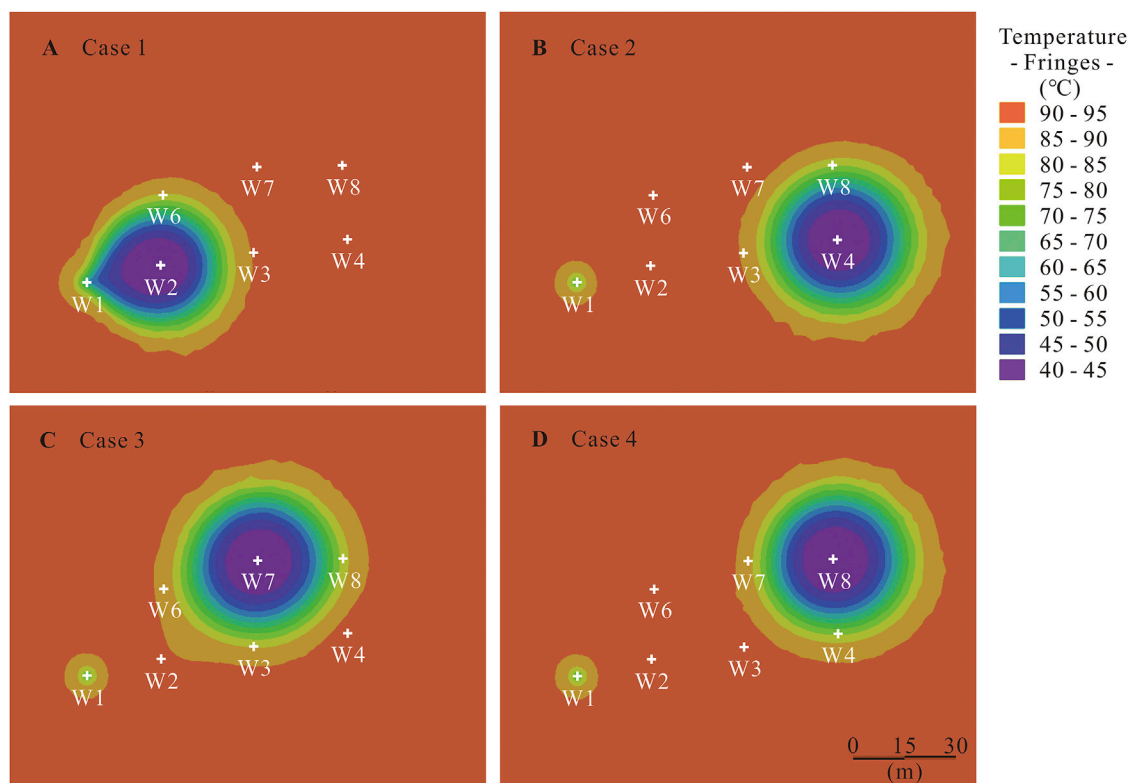 A Case 1
W7
W8
W6
W3
W4
W2
W1
B Case 2
W7
W8
W6
W3
W4
W2
W1
Temperature
- Fringes -
(°C)
90 - 95
85 - 90
80 - 85
75 - 80
70 - 75
65 - 70
60 - 65
55 - 60
50 - 55
45 - 50
40 - 45
C Case 3
W7
W8
W6
W3
W4
W2
W1
D Case 4
W7
W8
W6
W3
W4
W2
W1
0 15 30
(m)